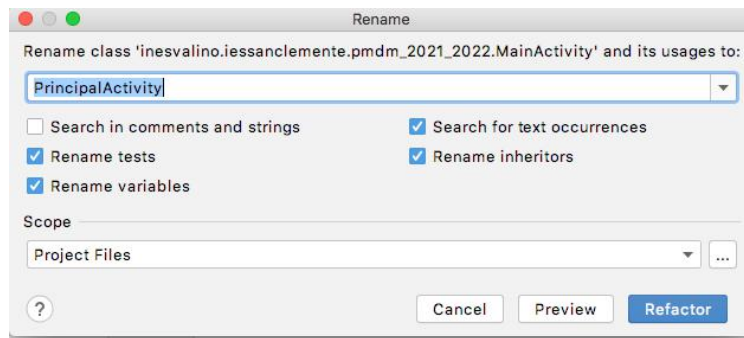 Rename
Rename class 'inesvalino.iessanclemente.pmdm_2021_2022.MainActivity' and its usages to:
PrincipalActivity
Search in comments and strings
Search for text occurrences
Rename tests
Rename inheritors
Rename variables
Scope
Project Files
...
?
Cancel
Preview
Refactor